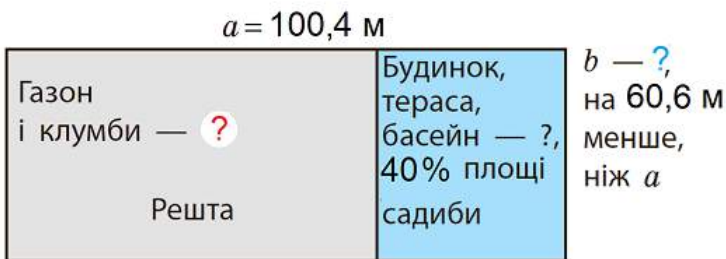 a = 100,4 м
Газон
і клумби — ?
Решта
Будинок,
тераса,
басейн — ?,
40% площі
садиби
b — ?,
на 60,6 м
менше,
ніж a